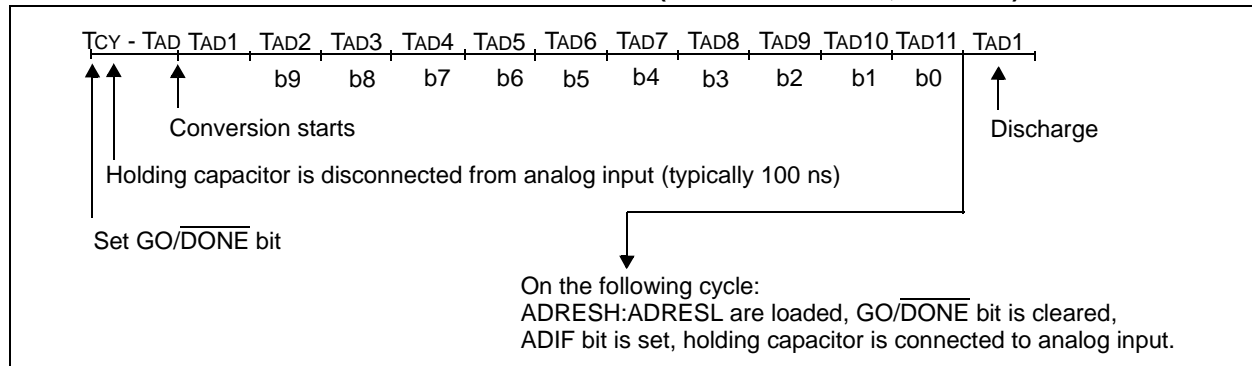 TCY - TAD TAD1 TAD2 TAD3 TAD4 TAD5 TAD6 TAD7 TAD8 TAD9 TAD10 TAD11 TAD1
b9 b8 b7 b6 b5 b4 b3 b2 b1 b0
Conversion starts
Discharge
Holding capacitor is disconnected from analog input (typically 100 ns)
Set GO/DONE bit
On the following cycle:
ADRESH:ADRESL are loaded, GO/DONE bit is cleared,
ADIF bit is set, holding capacitor is connected to analog input.